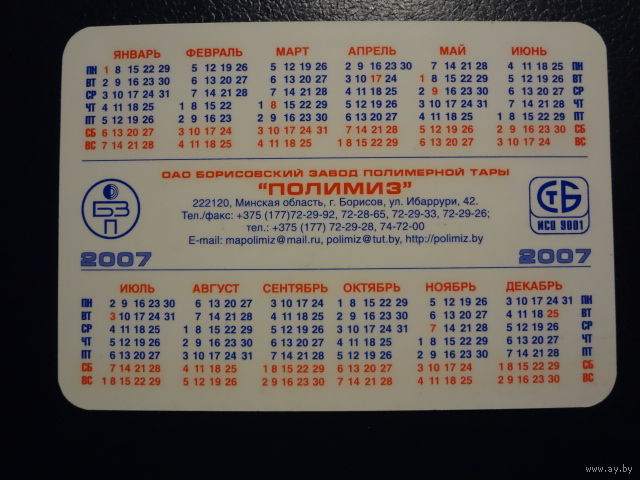 ЯНВАРЬ ФЕВРАЛЬ МАРТ АПРЕЛЬ МАЙ ИЮНЬ
ПН 1 8 15 22 29 5 12 19 26 5 12 19 26 2 9 16 23 30 7 14 21 28 4 11 18 25 ПН
ВТ 2 9 16 23 30 6 13 20 27 6 13 20 27 3 10 17 24 1 8 15 22 29 5 12 19 26 ВТ
СР 3 10 17 24 31 7 14 21 28 7 14 21 28 4 11 18 25 2 9 16 23 30 6 13 20 27 СР
ЧТ 4 11 18 25 1 8 15 22 1 8 15 22 29 5 12 19 26 3 10 17 24 31 7 14 21 28 ЧТ
ПТ 5 12 19 26 2 9 16 23 2 9 16 23 30 6 13 20 27 4 11 18 25 1 8 15 22 29 ПТ
СБ 6 13 20 27 3 10 17 24 3 10 17 24 31 7 14 21 28 5 12 19 26 2 9 16 23 30 СБ
ВС 7 14 21 28 4 11 18 25 4 11 18 25 1 8 15 22 29 6 13 20 27 3 10 17 24 ВС
ОАО БОРИСОВСКИЙ ЗАВОД ПОЛИМЕРНОЙ ТАРЫ
"ПОЛИМИЗ"
222120, Минская область, г. Борисов, ул. Ибаррури, 42.
Тел./факс: +375 (177)72-29-92, 72-28-65, 72-29-33, 72-29-26;
тел.: +375 (177) 72-29-28, 74-72-00
E-mail: mapolimiz@mail.ru, polimiz@tut.by, http://polimiz.by
БЗ
П
СТБ
ИСО 9001
2007 2007
ИЮЛЬ АВГУСТ СЕНТЯБРЬ ОКТЯБРЬ НОЯБРЬ ДЕКАБРЬ
ПН 2 9 16 23 30 6 13 20 27 3 10 17 24 1 8 15 22 29 5 12 19 26 3 10 17 24 31 ПН
ВТ 3 10 17 24 31 7 14 21 28 4 11 18 25 2 9 16 23 30 6 13 20 27 4 11 18 25 ВТ
СР 4 11 18 25 1 8 15 22 29 5 12 19 26 3 10 17 24 31 7 14 21 28 5 12 19 26 СР
ЧТ 5 12 19 26 2 9 16 23 30 6 13 20 27 4 11 18 25 1 8 15 22 29 6 13 20 27 ЧТ
ПТ 6 13 20 27 3 10 17 24 31 7 14 21 28 5 12 19 26 2 9 16 23 30 7 14 21 28 ПТ
СБ 7 14 21 28 4 11 18 25 1 8 15 22 29 6 13 20 27 3 10 17 24 1 8 15 22 29 СБ
ВС 1 8 15 22 29 5 12 19 26 2 9 16 23 30 7 14 21 28 4 11 18 25 2 9 16 23 30 ВС
www.ay.by